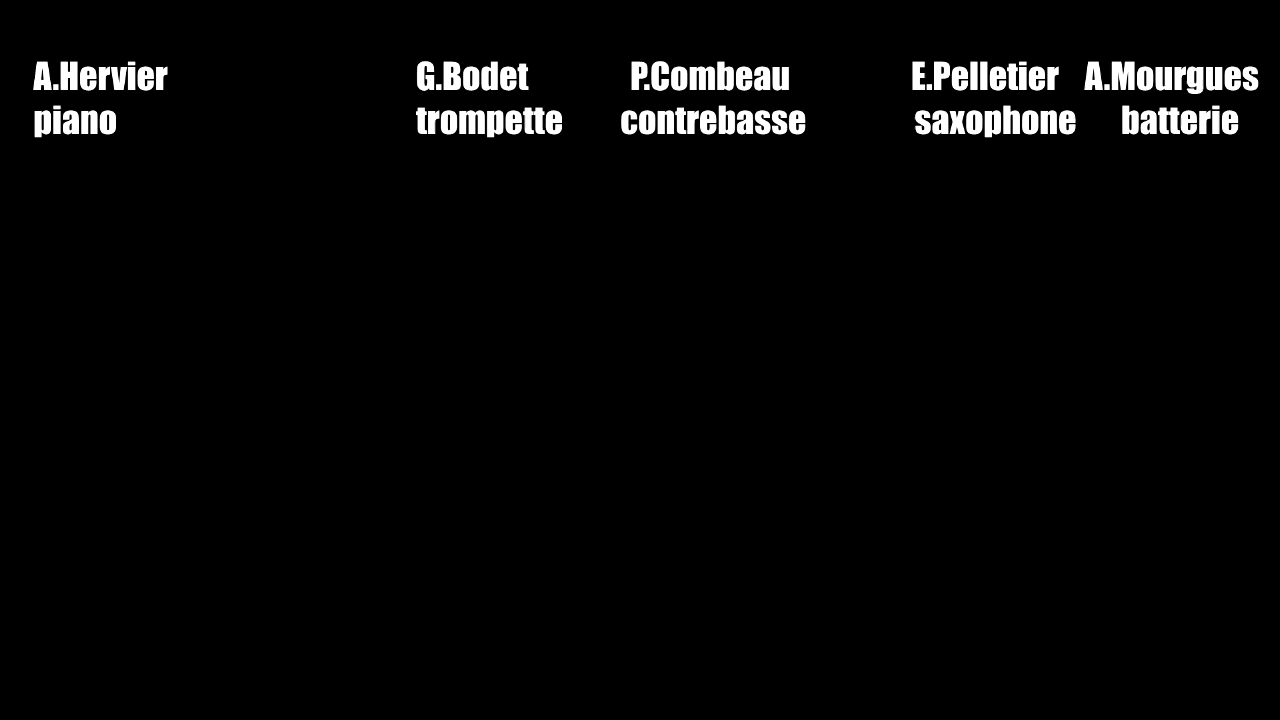 A.Hervier G.Bodet P.Combeau E.Pelletier A.Mourgues
piano trompette contrebasse saxophone batterie